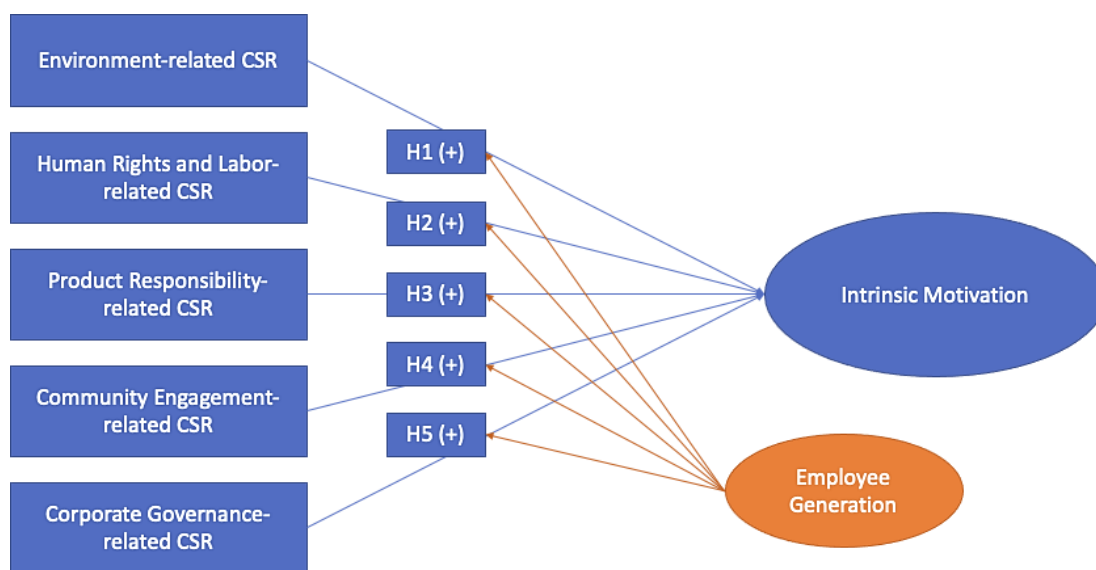 Environment-related CSR
Human Rights and Labor-
related CSR
Product Responsibility-
related CSR
Community Engagement-
related CSR
Corporate Governance-
related CSR
H1 (+)
H2 (+)
H3 (+)
H4 (+)
H5 (+)
Intrinsic Motivation
Employee
Generation